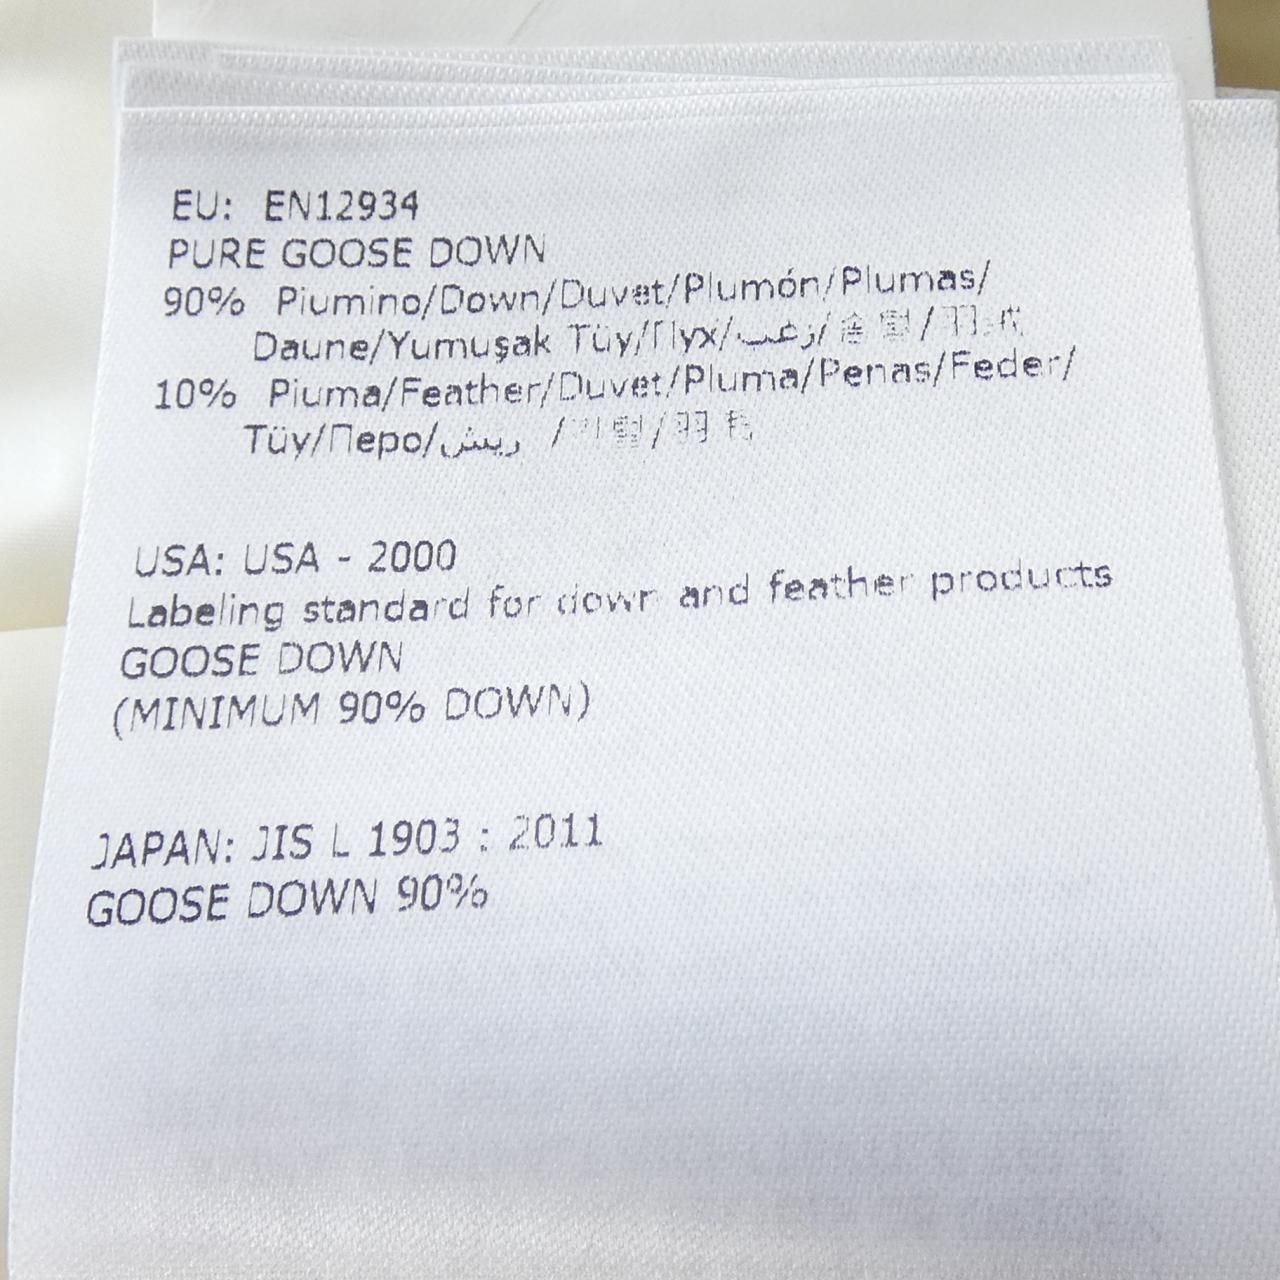 EU: EN12934
PURE GOOSE DOWN
90% Piumino/Down/Duvet/Plumón/Plumas/
Daune/Yumuşak Tüy/Пух/زغب/
10% Piuma/Feather/Duvet/Pluma/Penas/Feder/
Tüy/Перо/ريش /
USA: USA - 2000
Labeling standard for down and feather products
GOOSE DOWN
(MINIMUM 90% DOWN)
JAPAN: JIS L 1903 : 2011
GOOSE DOWN 90%